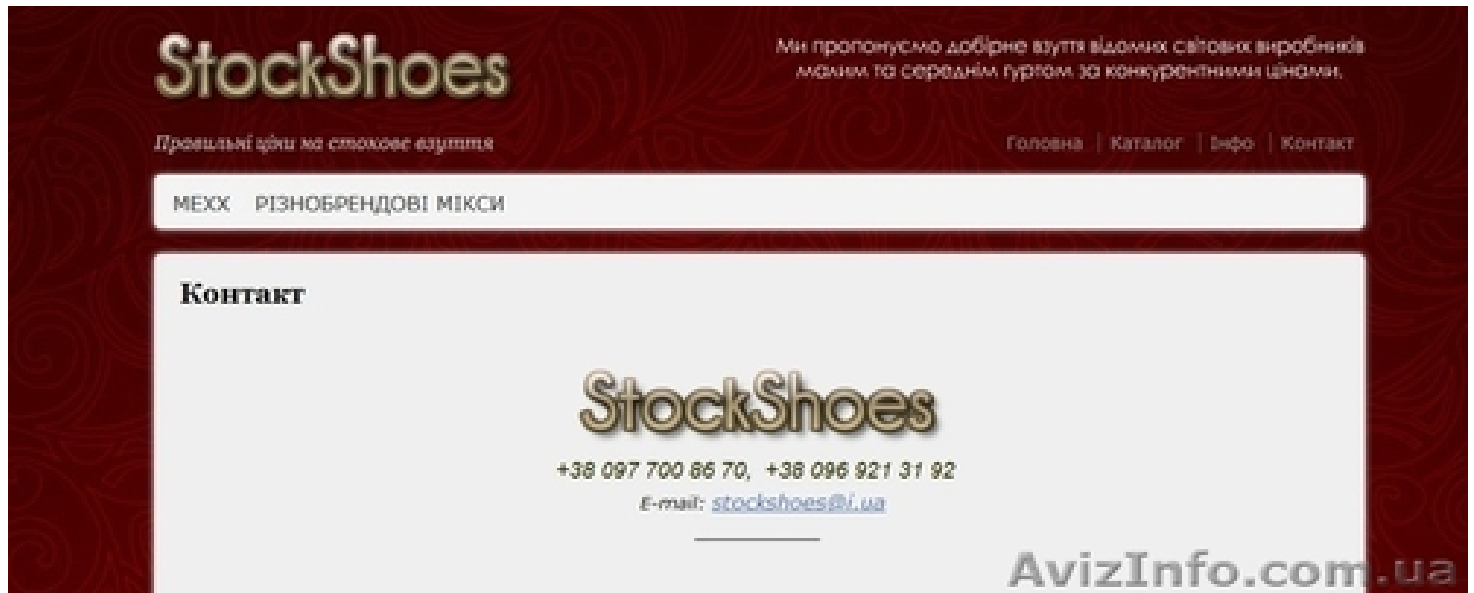 StockShoes
Ми пропонуємо добірне взуття відомих світових виробників
малим та середнім гуртом за конкурентними цінами.
Правильні ціни на стокове взуття
Головна | Каталог | Інфо | Контакт
MEXX РІЗНОБРЕНДОВІ МІКСИ
Контакт
StockShoes
+38 097 700 86 70, +38 096 921 31 92
E-mail: stockshoes@i.ua
AvizInfo.com.ua